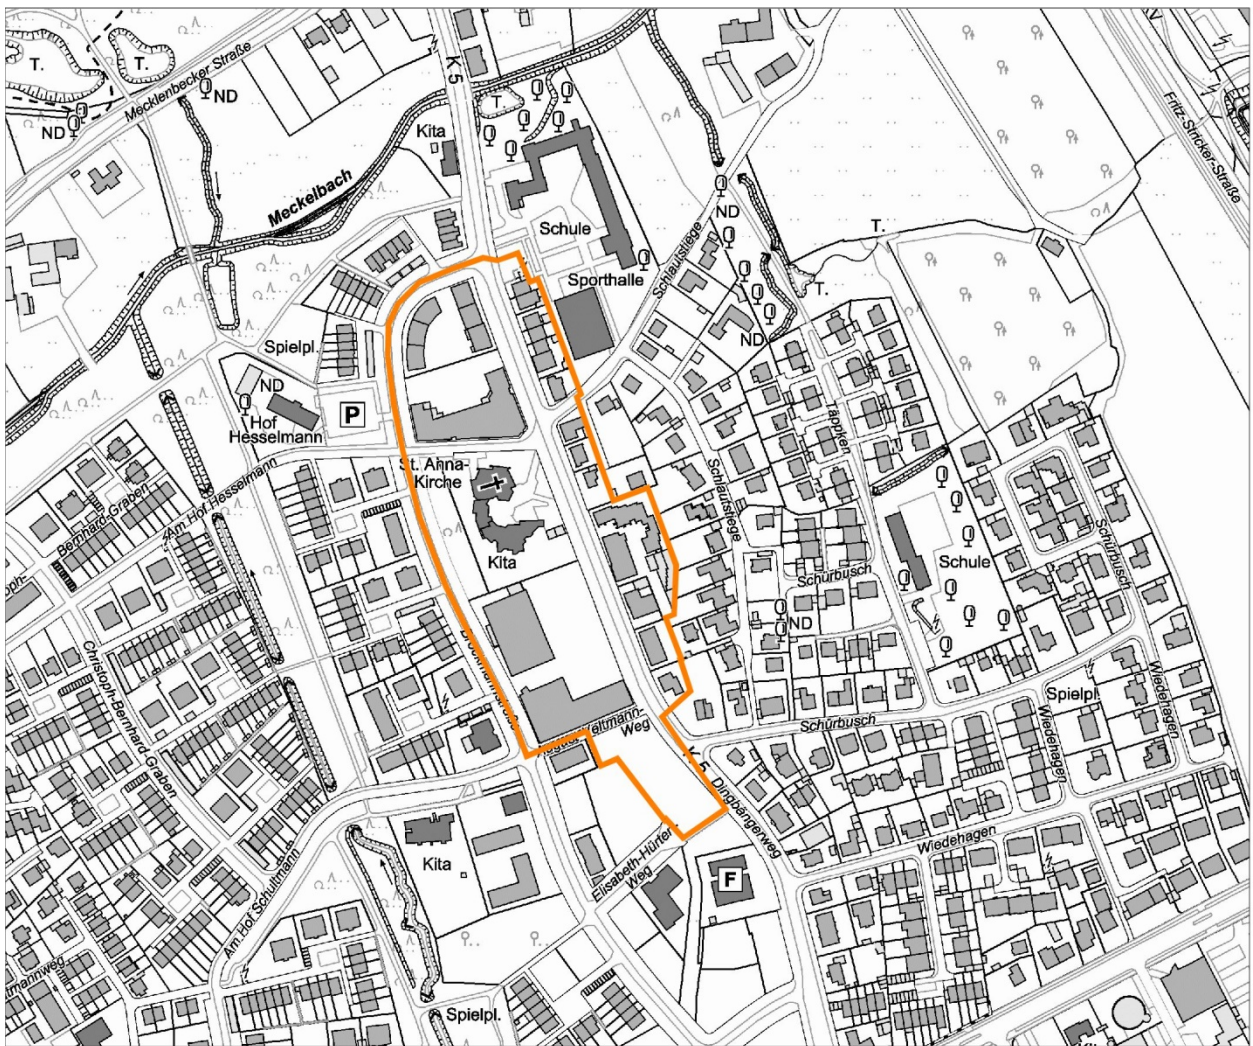 T.
T.
ND
ND
Mecklenbecker Straße
K 5
Kita
T.
Meckelbach
Schule
Sporthalle
Schlautstiege
ND
T.
T.
ND
Fritz-Stricker-Straße
Spielpl.
ND
Hof
Hesselmann
P
St. Anna-
Kirche
Kita
Am Hof Hesselmann
Bernhard-Graben
Schlautstiege
Täppken
Schürbusch
ND
Schule
Schürbusch
Christoph-Bernhard Graben
Brockmannstraße
Weg
K 5
Dingbängerweg
Schürbusch
Spielpl.
Wiedehagen
Wiedehagen
Wiedehagen
Elisabeth-Hürten-
Weg
F
Kita
Am Hof Schultmann
Spielpl.